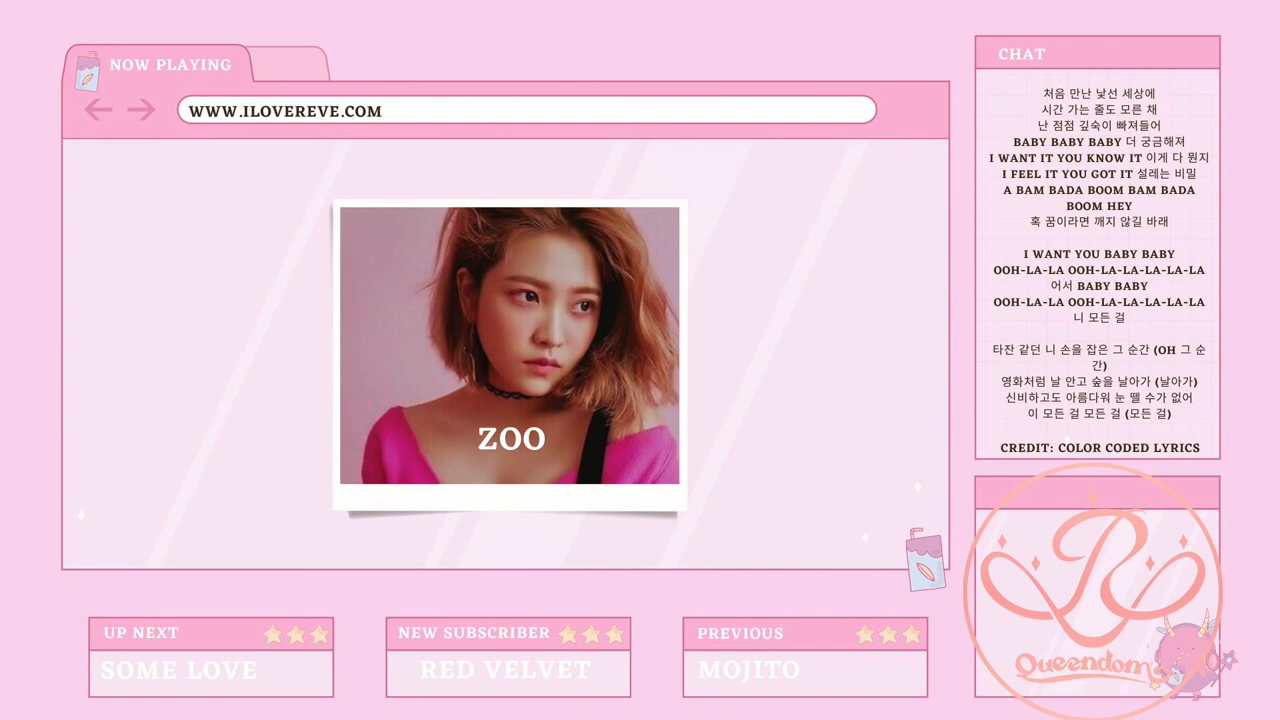 NOW PLAYING
WWW.ILOVEREVE.COM
ZOO
UP NEXT
SOME LOVE
NEW SUBSCRIBER
RED VELVET
PREVIOUS
MOJITO
CHAT
처음 만난 낯선 세상에
시간 가는 줄도 모른 채
난 점점 깊숙이 빠져들어
BABY BABY BABY 더 궁금해져
I WANT IT YOU KNOW IT 이게 다 뭔지
I FEEL IT YOU GOT IT 설레는 비밀
A BAM BADA BOOM BAM BADA
BOOM HEY
혹 꿈이라면 깨지 않길 바래
I WANT YOU BABY BABY
OOH-LA-LA OOH-LA-LA-LA-LA-LA
어서 BABY BABY
OOH-LA-LA OOH-LA-LA-LA-LA-LA
니 모든 걸
타잔 같던 니 손을 잡은 그 순간 (OH 그 순
간)
영화처럼 날 안고 숲을 날아가 (날아가)
신비하고도 아름다워 눈 뗄 수가 없어
이 모든 걸 모든 걸 (모든 걸)
CREDIT: COLOR CODED LYRICS
R
Queendom